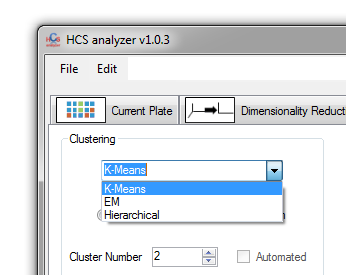 HCS analyzer v1.0.3
File Edit
Current Plate Dimensionality Reduct
Clustering
K-Means
K-Means
EM
Hierarchical
Cluster Number 2 Automated